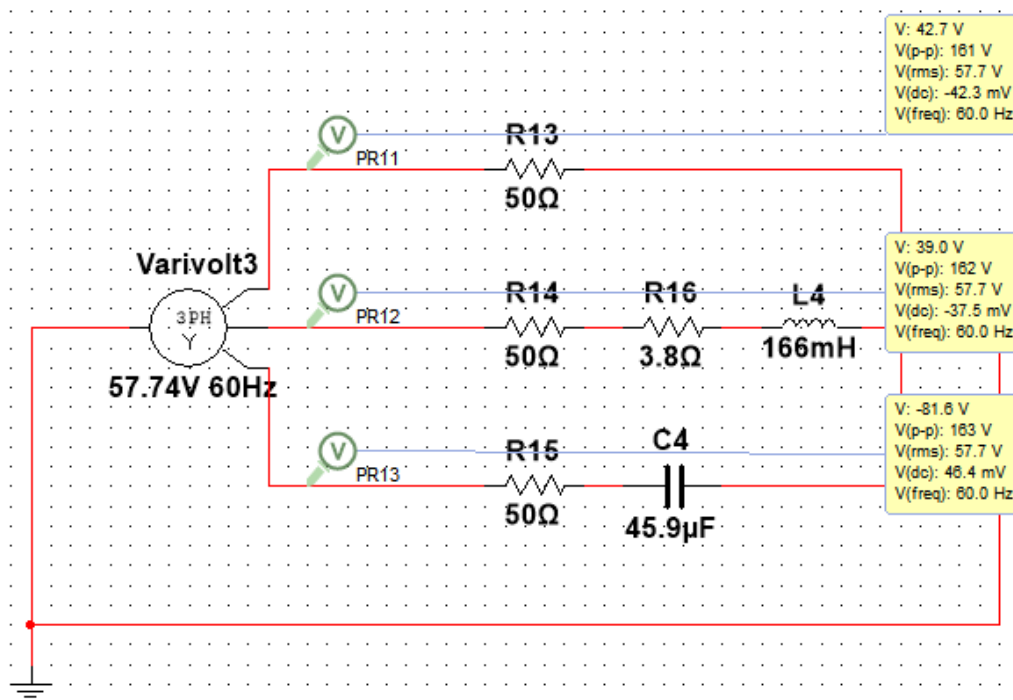 V: 42.7 V
V(p-p): 161 V
V(rms): 57.7 V
V(dc): -42.3 mV
V(freq): 60.0 Hz
V
PR11
R13
50Ω
V: 39.0 V
V(p-p): 162 V
V(rms): 57.7 V
V(dc): -37.5 mV
V(freq): 60.0 Hz
Varivolt3
3PH
Y
57.74V 60Hz
V
PR12
R14
50Ω
R16
3.8Ω
L4
166mH
V: -81.6 V
V(p-p): 163 V
V(rms): 57.7 V
V(dc): 46.4 mV
V(freq): 60.0 Hz
V
PR13
R15
50Ω
C4
45.9µF